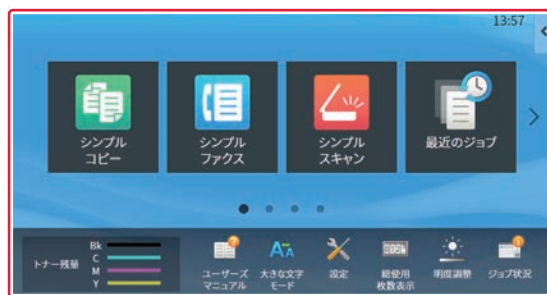 13:57
シンプル
コピー
シンプル
ファクス
シンプル
スキャン
最近のジョブ
トナー残量
Bk
C
M
Y
ユーザーズ
マニュアル
大きな文字
モード
設定
総使用
枚数表示
明度調整
ジョブ状況